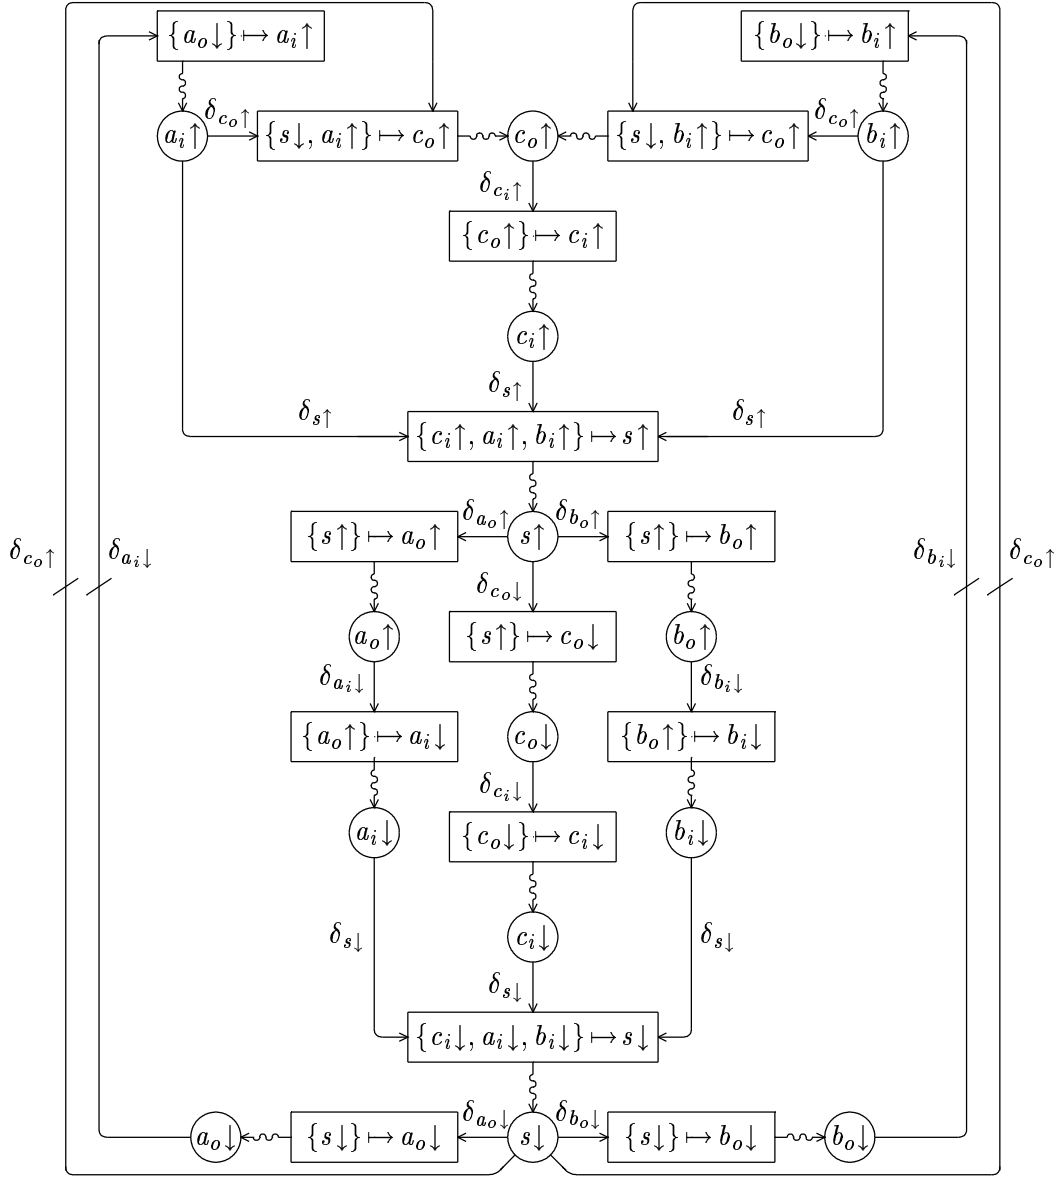 {a_o↓} ↦ a_i↑ {b_o↓} ↦ b_i↑
a_i↑ δ_{c_o↑} {s↓, a_i↑} ↦ c_o↑ c_o↑ {s↓, b_i↑} ↦ c_o↑ δ_{c_o↑} b_i↑
δ_{c_i↑}
{c_o↑} ↦ c_i↑
c_i↑
δ_{s↑}
δ_{s↑} δ_{s↑}
{c_i↑, a_i↑, b_i↑} ↦ s↑
δ_{a_o↑} δ_{b_o↑}
{s↑} ↦ a_o↑ s↑ {s↑} ↦ b_o↑
δ_{c_o↑} δ_{a_i↓} δ_{b_i↓} δ_{c_o↑}
δ_{c_o↓}
a_o↑ {s↑} ↦ c_o↓ b_o↑
δ_{a_i↓} δ_{b_i↓}
{a_o↑} ↦ a_i↓ c_o↓ {b_o↑} ↦ b_i↓
δ_{c_i↓}
a_i↓ {c_o↓} ↦ c_i↓ b_i↓
δ_{s↓} c_i↓ δ_{s↓}
δ_{s↓}
{c_i↓, a_i↓, b_i↓} ↦ s↓
δ_{a_o↓} δ_{b_o↓}
a_o↓ {s↓} ↦ a_o↓ s↓ {s↓} ↦ b_o↓ b_o↓